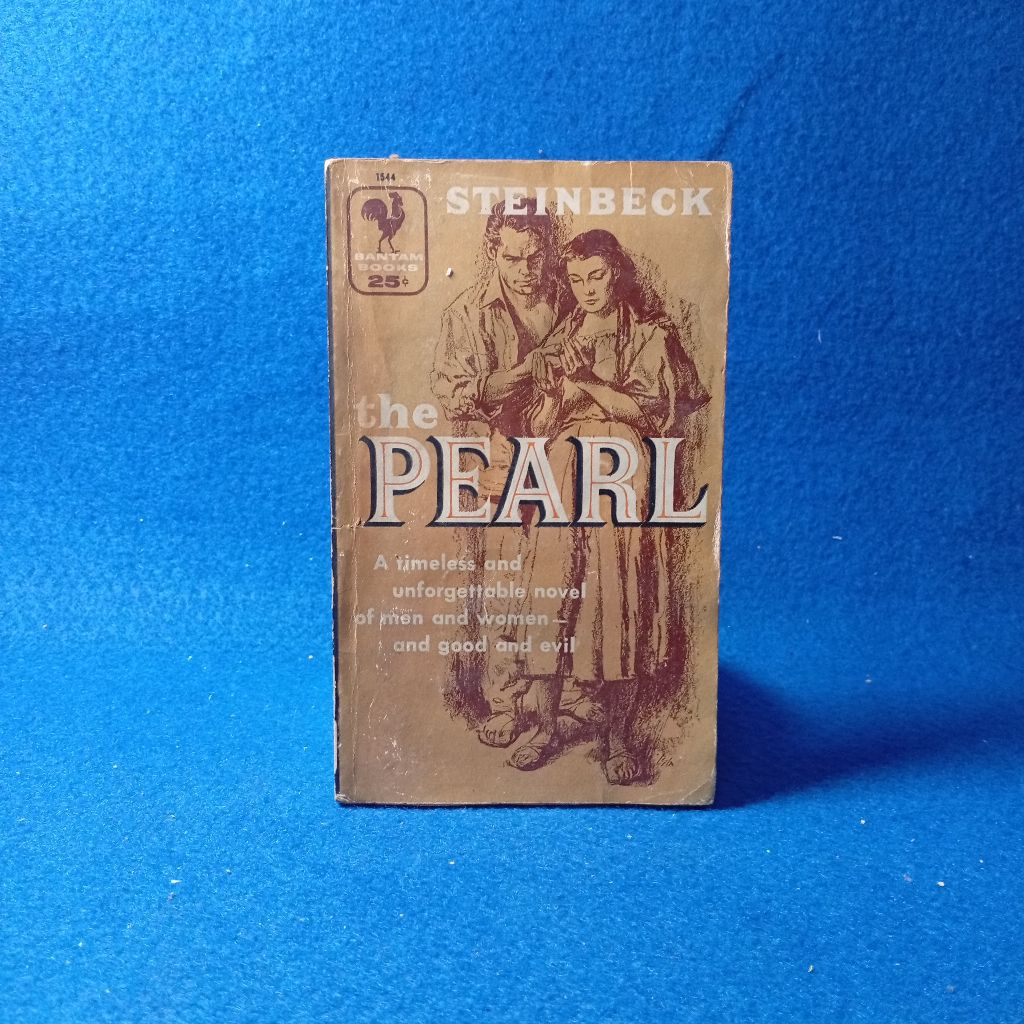 1544
BANTAM
BOOKS
25¢
STEINBECK
the
PEARL
A timeless and
unforgettable novel
of men and women—
and good and evil